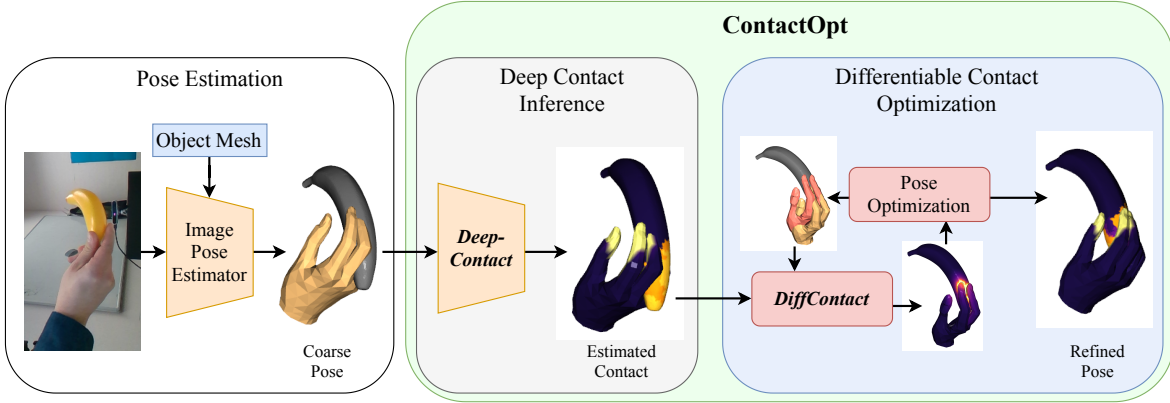 ContactOpt
Pose Estimation
Object Mesh
Image
Pose
Estimator
Coarse
Pose
Deep Contact
Inference
Deep-
Contact
Estimated
Contact
Differentiable Contact
Optimization
Pose
Optimization
DiffContact
Refined
Pose